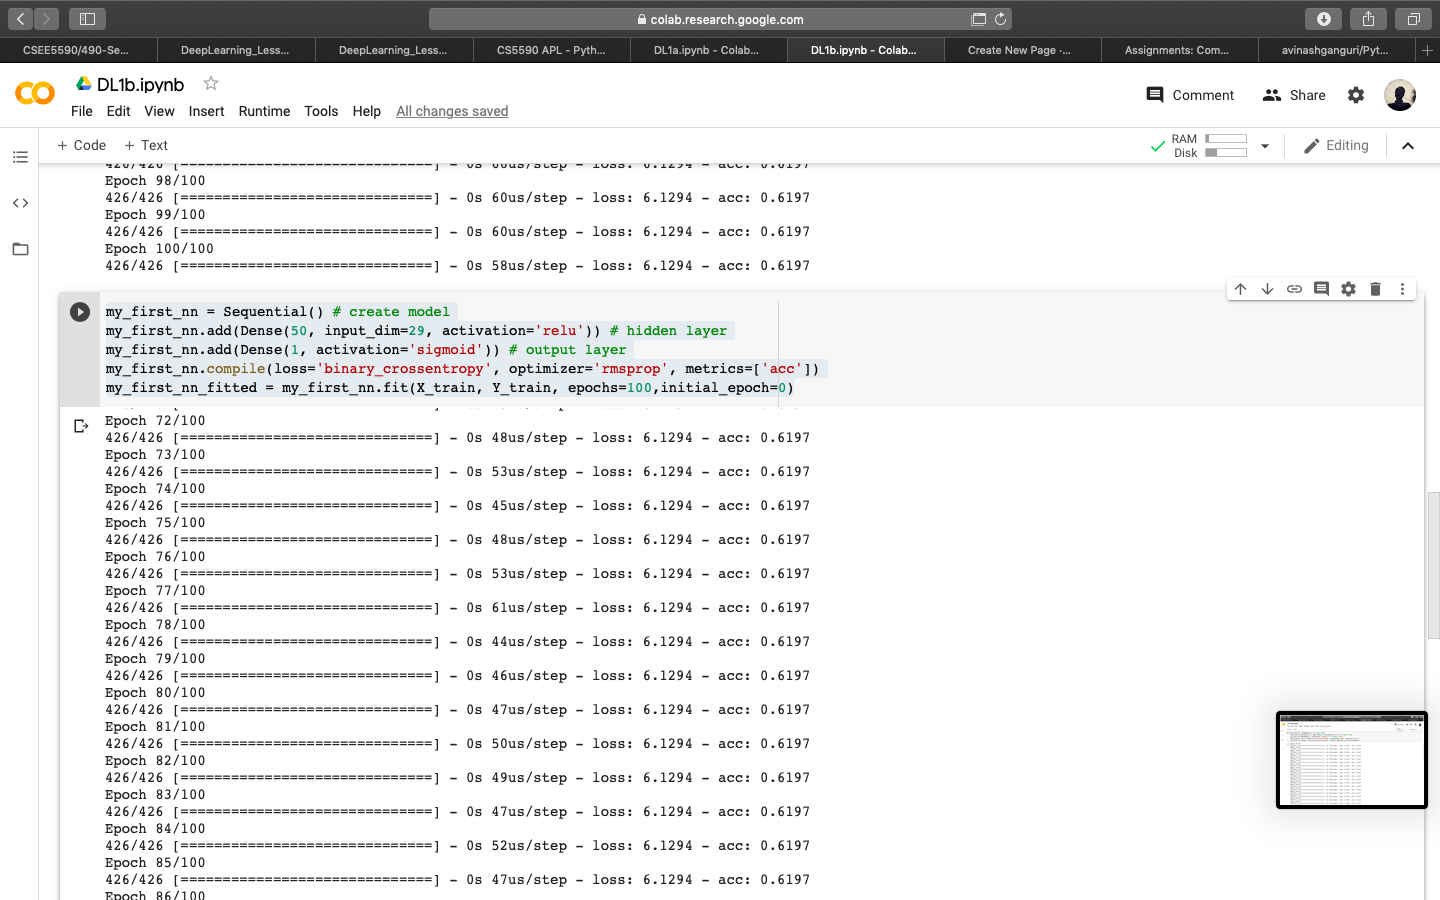 colab.research.google.com
CSEE5590/490-Se...
DeepLearning_Less...
DeepLearning_Less...
CS5590 APL - Pyth...
DL1a.ipynb - Colab...
DL1b.ipynb - Colab...
Create New Page ·...
Assignments: Com...
avinashganguri/Pyt...
DL1b.ipynb
Comment
Share
File Edit View Insert Runtime Tools Help All changes saved
+ Code + Text
RAM
Disk
Editing
Epoch 98/100
426/426 [==============================] - 0s 60us/step - loss: 6.1294 - acc: 0.6197
Epoch 99/100
426/426 [==============================] - 0s 60us/step - loss: 6.1294 - acc: 0.6197
Epoch 100/100
426/426 [==============================] - 0s 58us/step - loss: 6.1294 - acc: 0.6197
my_first_nn = Sequential() # create model
my_first_nn.add(Dense(50, input_dim=29, activation='relu')) # hidden layer
my_first_nn.add(Dense(1, activation='sigmoid')) # output layer
my_first_nn.compile(loss='binary_crossentropy', optimizer='rmsprop', metrics=['acc'])
my_first_nn_fitted = my_first_nn.fit(X_train, Y_train, epochs=100,initial_epoch=0)
Epoch 72/100
426/426 [==============================] - 0s 48us/step - loss: 6.1294 - acc: 0.6197
Epoch 73/100
426/426 [==============================] - 0s 53us/step - loss: 6.1294 - acc: 0.6197
Epoch 74/100
426/426 [==============================] - 0s 45us/step - loss: 6.1294 - acc: 0.6197
Epoch 75/100
426/426 [==============================] - 0s 48us/step - loss: 6.1294 - acc: 0.6197
Epoch 76/100
426/426 [==============================] - 0s 53us/step - loss: 6.1294 - acc: 0.6197
Epoch 77/100
426/426 [==============================] - 0s 61us/step - loss: 6.1294 - acc: 0.6197
Epoch 78/100
426/426 [==============================] - 0s 44us/step - loss: 6.1294 - acc: 0.6197
Epoch 79/100
426/426 [==============================] - 0s 46us/step - loss: 6.1294 - acc: 0.6197
Epoch 80/100
426/426 [==============================] - 0s 47us/step - loss: 6.1294 - acc: 0.6197
Epoch 81/100
426/426 [==============================] - 0s 50us/step - loss: 6.1294 - acc: 0.6197
Epoch 82/100
426/426 [==============================] - 0s 49us/step - loss: 6.1294 - acc: 0.6197
Epoch 83/100
426/426 [==============================] - 0s 47us/step - loss: 6.1294 - acc: 0.6197
Epoch 84/100
426/426 [==============================] - 0s 52us/step - loss: 6.1294 - acc: 0.6197
Epoch 85/100
426/426 [==============================] - 0s 47us/step - loss: 6.1294 - acc: 0.6197
Epoch 86/100